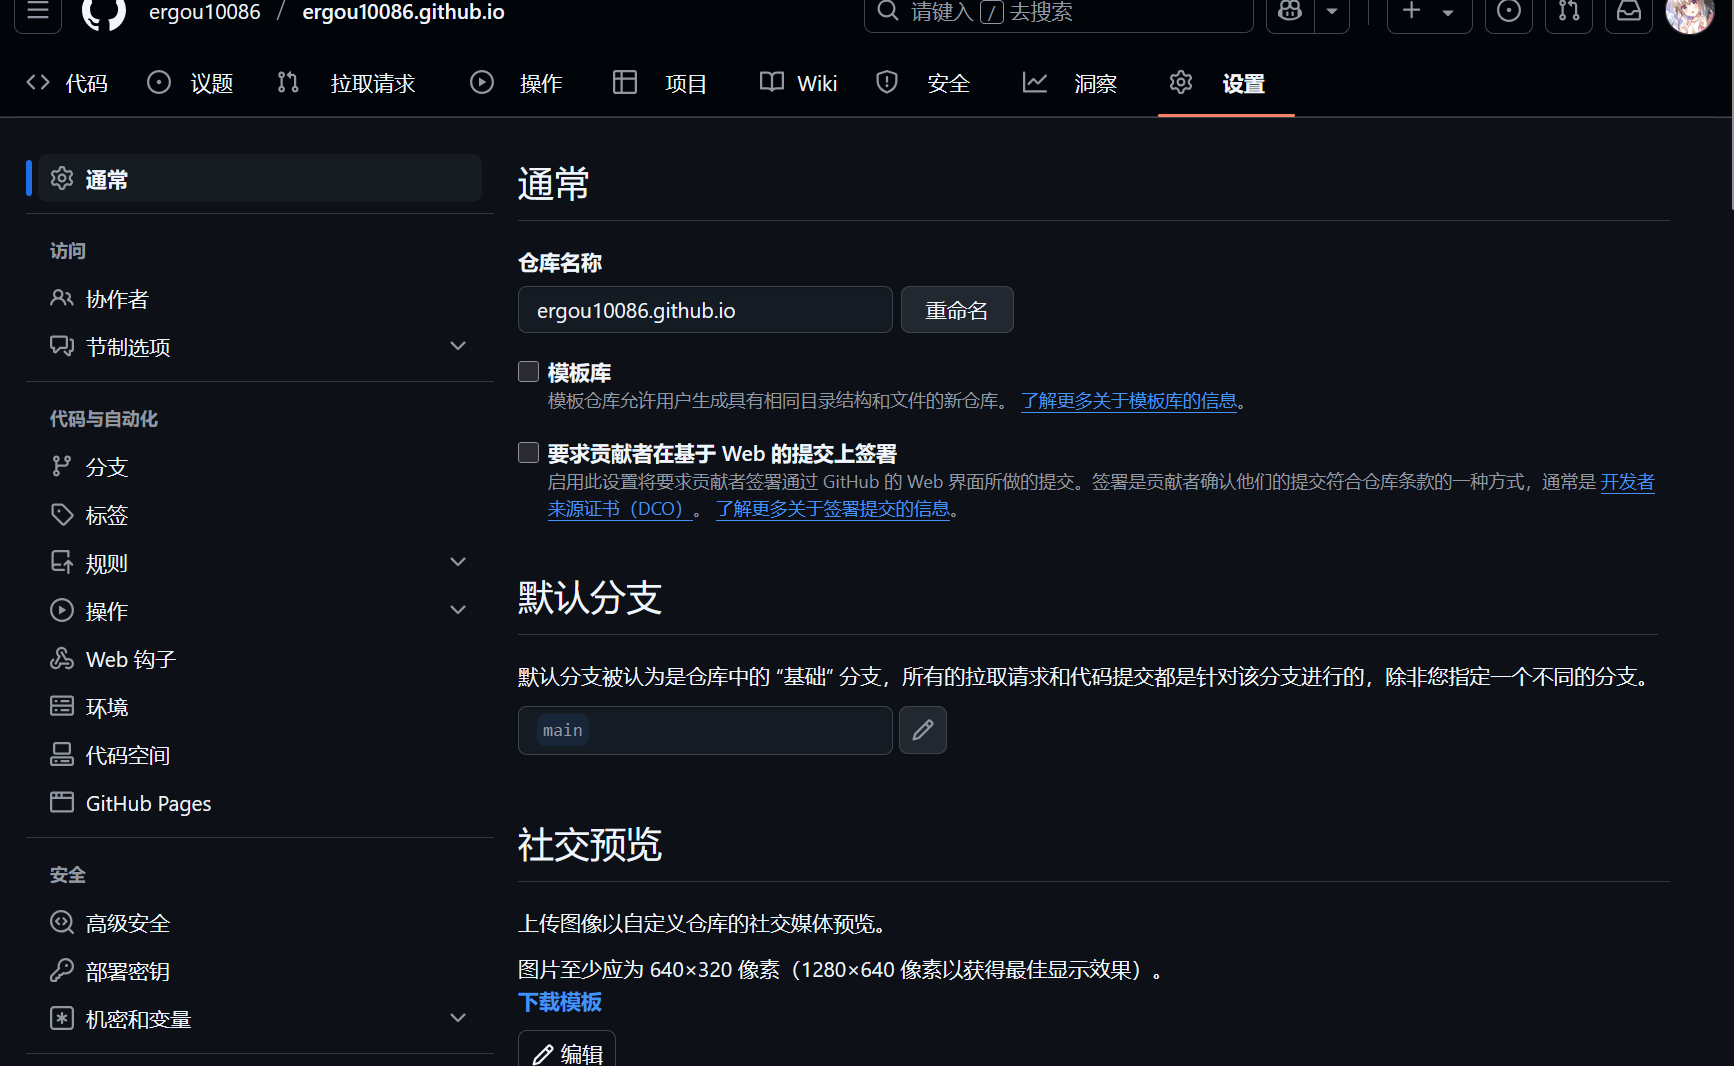 ergou10086 / ergou10086.github.io
请键入 / 去搜索
代码 议题 拉取请求 操作 项目 Wiki 安全 洞察 设置
通常
访问
协作者
节制选项
代码与自动化
分支
标签
规则
操作
Web 钩子
环境
代码空间
GitHub Pages
安全
高级安全
部署密钥
机密和变量
通常
仓库名称
ergou10086.github.io 重命名
模板库
模板仓库允许用户生成具有相同目录结构和文件的新仓库。 了解更多关于模板库的信息。
要求贡献者在基于 Web 的提交上签署
启用此设置将要求贡献者签署通过 GitHub 的 Web 界面所做的提交。签署是贡献者确认他们的提交符合仓库条款的一种方式，通常是 开发者
来源证书（DCO）。 了解更多关于签署提交的信息。
默认分支
默认分支被认为是仓库中的 “基础” 分支，所有的拉取请求和代码提交都是针对该分支进行的，除非您指定一个不同的分支。
main
社交预览
上传图像以自定义仓库的社交媒体预览。
图片至少应为 640×320 像素（1280×640 像素以获得最佳显示效果）。
下载模板
编辑